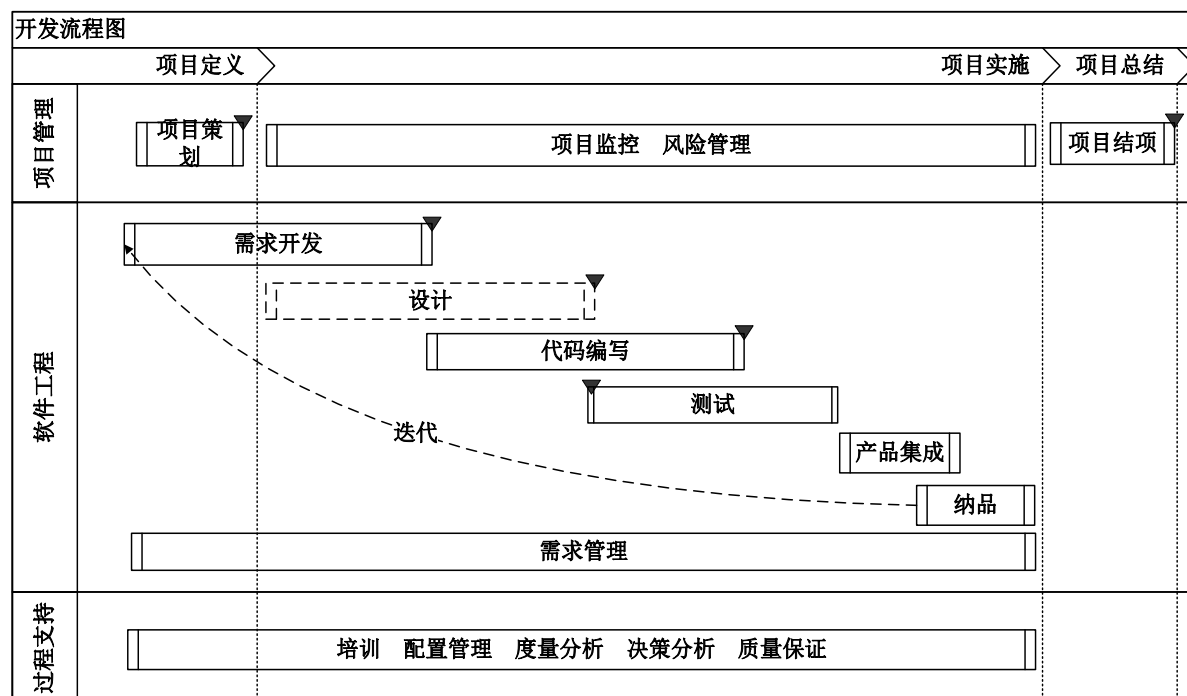 开发流程图
项目定义
项目实施
项目总结
项目管理
项目策
划
项目监控 风险管理
项目结项
软件工程
需求开发
设计
代码编写
测试
迭代
产品集成
纳品
需求管理
过程支持
培训 配置管理 度量分析 决策分析 质量保证